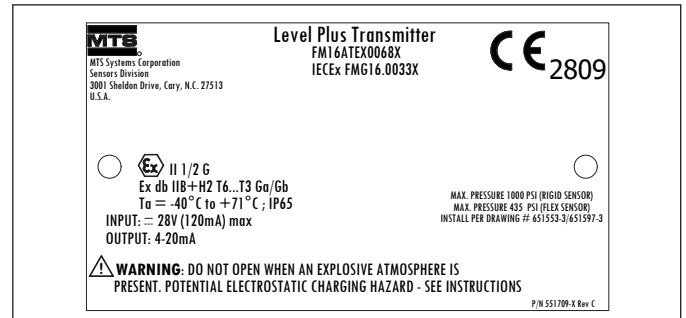 MTS
MTS Systems Corporation
Sensors Division
3001 Sheldon Drive, Cary, N.C. 27513
U.S.A.
Level Plus Transmitter
FM16ATEX0068X
IECEx FMG16.0033X
CE 2809
Ex II 1/2 G
Ex db IIB+H2 T6...T3 Ga/Gb
Ta = -40°C to +71°C ; IP65
INPUT: ⎓ 28V (120mA) max
OUTPUT: 4-20mA
MAX. PRESSURE 1000 PSI (RIGID SENSOR)
MAX. PRESSURE 435 PSI (FLEX SENSOR)
INSTALL PER DRAWING # 651553-3/651597-3
WARNING: DO NOT OPEN WHEN AN EXPLOSIVE ATMOSPHERE IS
PRESENT. POTENTIAL ELECTROSTATIC CHARGING HAZARD - SEE INSTRUCTIONS
P/N 551709-X Rev C